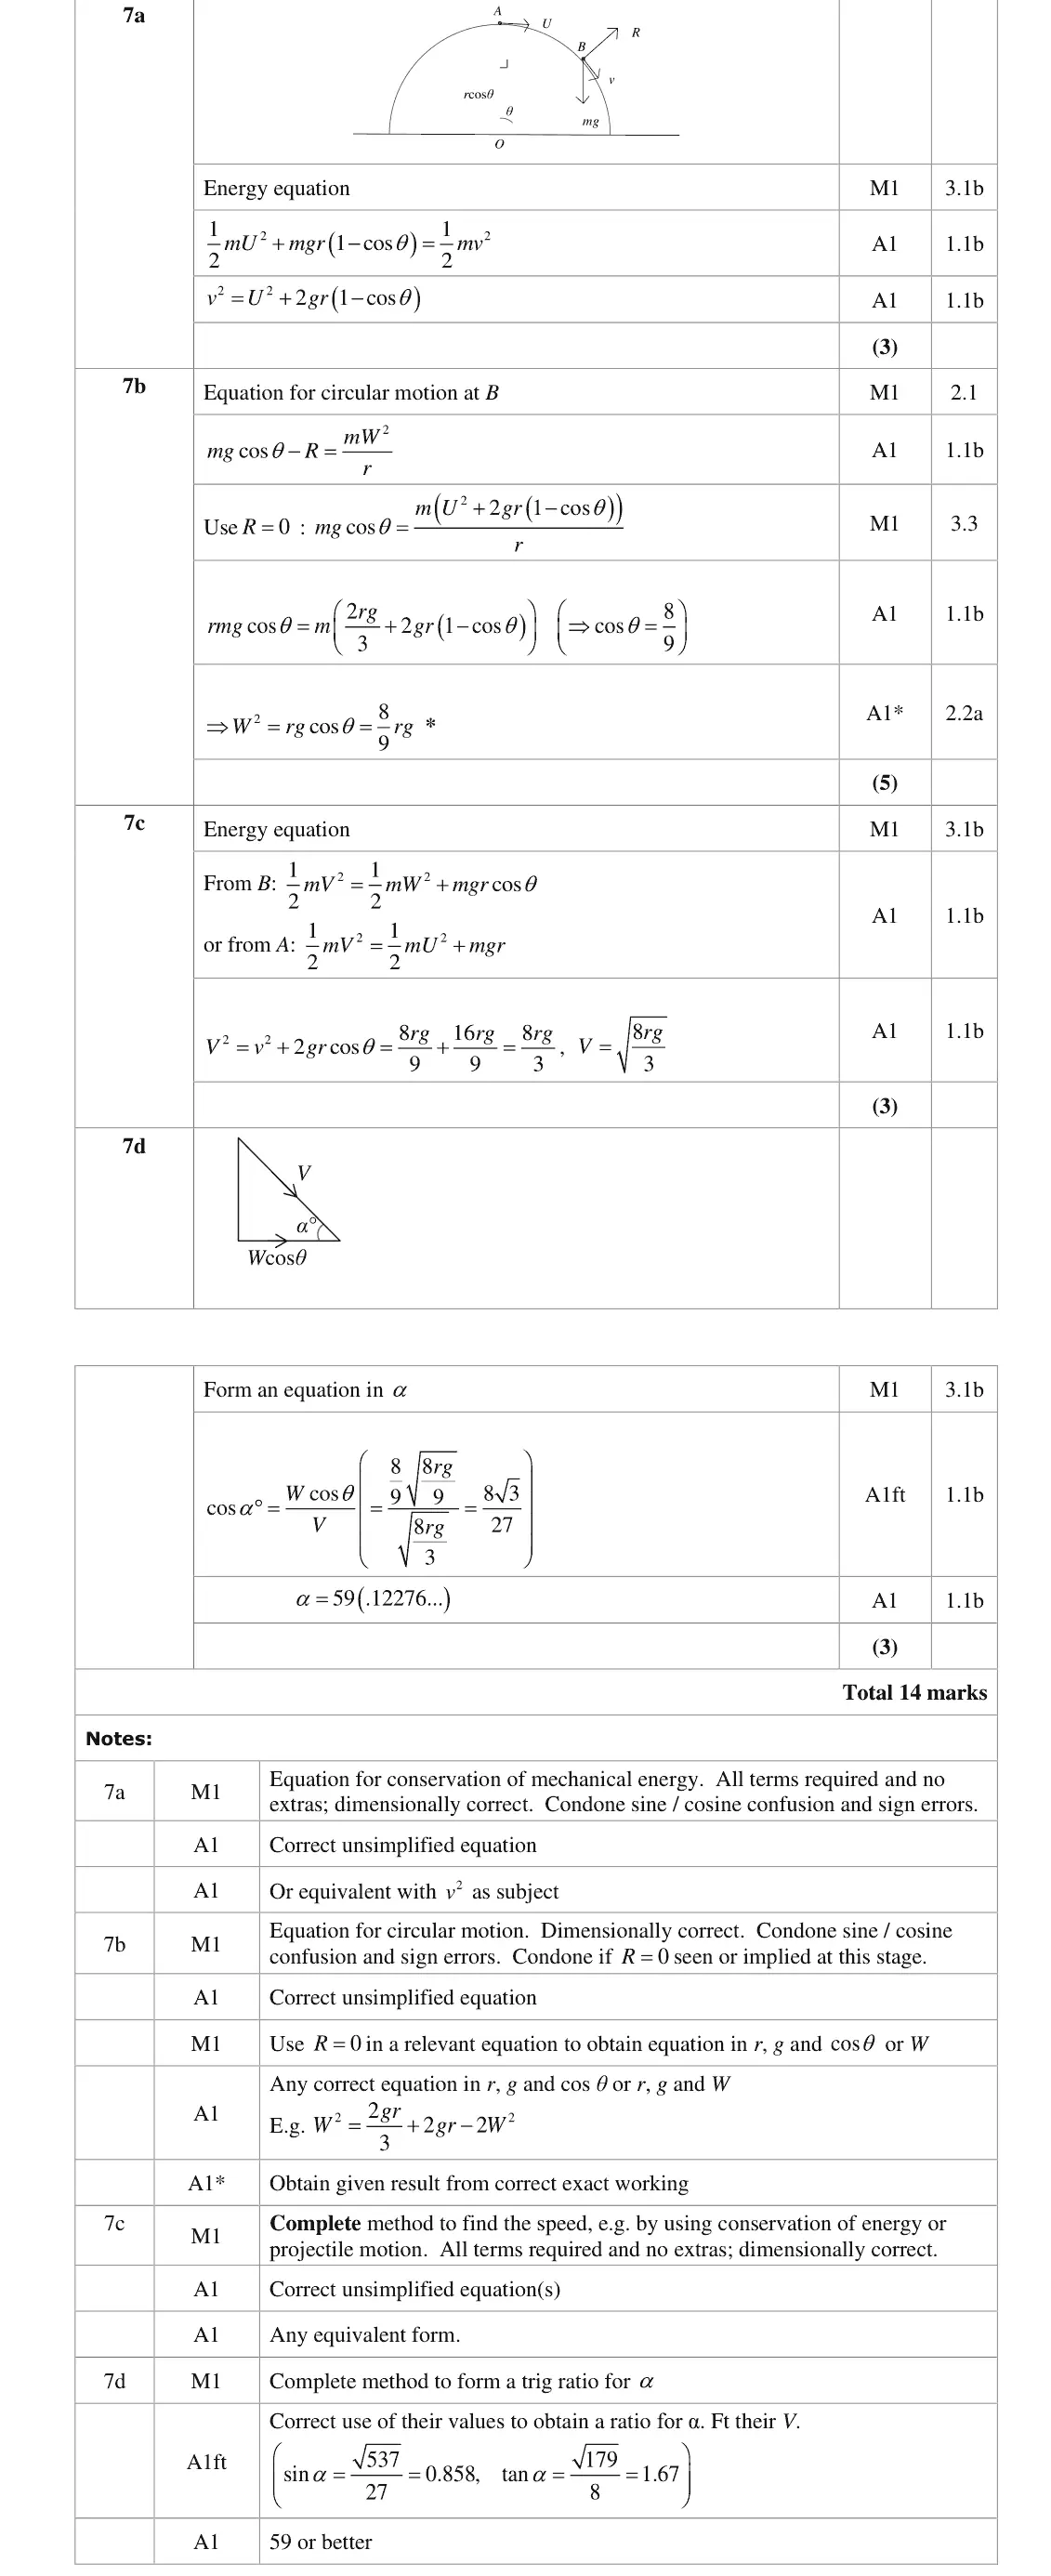 7a
A
U
R
B
v
rcosθ
θ
mg
O
Energy equation M1 3.1b
1/2 mU² + mgr(1−cosθ) = 1/2 mv² A1 1.1b
v² = U² + 2gr(1−cosθ) A1 1.1b
(3)
7b Equation for circular motion at B M1 2.1
mg cosθ − R = mW²/r A1 1.1b
Use R = 0 : mg cosθ = m(U² + 2gr(1−cosθ))/r M1 3.3
rmg cosθ = m(2rg/3 + 2gr(1−cosθ)) (⇒ cosθ = 8/9) A1 1.1b
⇒ W² = rg cosθ = 8/9 rg * A1* 2.2a
(5)
7c Energy equation M1 3.1b
From B: 1/2 mV² = 1/2 mW² + mgr cosθ
or from A: 1/2 mV² = 1/2 mU² + mgr A1 1.1b
V² = v² + 2gr cosθ = 8rg/9 + 16rg/9 = 8rg/3 , V = √(8rg/3) A1 1.1b
(3)
7d
V
α°
Wcosθ
Form an equation in α M1 3.1b
cos α° = W cosθ/V (= (8/9 √(8rg/9))/√(8rg/3) = 8√3/27) A1ft 1.1b
α = 59(.12276...) A1 1.1b
(3)
Total 14 marks
Notes:
7a M1 Equation for conservation of mechanical energy. All terms required and no
extras; dimensionally correct. Condone sine / cosine confusion and sign errors.
A1 Correct unsimplified equation
A1 Or equivalent with v² as subject
7b M1 Equation for circular motion. Dimensionally correct. Condone sine / cosine
confusion and sign errors. Condone if R = 0 seen or implied at this stage.
A1 Correct unsimplified equation
M1 Use R = 0 in a relevant equation to obtain equation in r, g and cosθ or W
A1 Any correct equation in r, g and cos θ or r, g and W
E.g. W² = 2gr/3 + 2gr − 2W²
A1* Obtain given result from correct exact working
7c M1 Complete method to find the speed, e.g. by using conservation of energy or
projectile motion. All terms required and no extras; dimensionally correct.
A1 Correct unsimplified equation(s)
A1 Any equivalent form.
7d M1 Complete method to form a trig ratio for α
A1ft Correct use of their values to obtain a ratio for α. Ft their V.
(sin α = √537/27 = 0.858, tan α = √179/8 = 1.67)
A1 59 or better